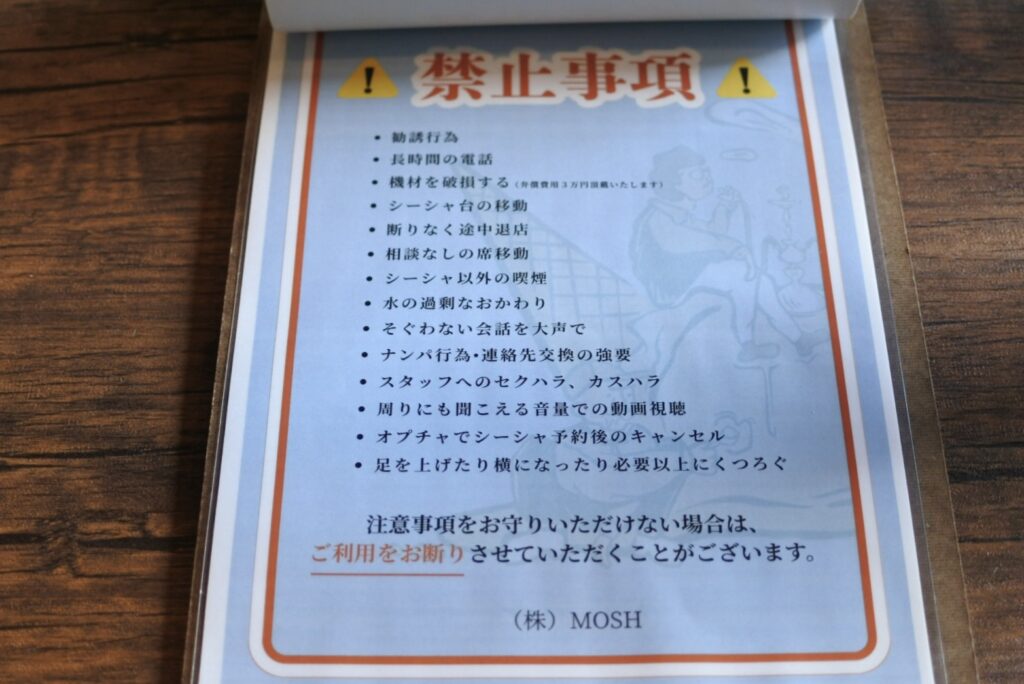 禁止事項
• 勧誘行為
• 長時間の電話
• 機材を破損する（弁償費用3万円頂戴いたします）
• シーシャ台の移動
• 断りなく途中退店
• 相談なしの席移動
• シーシャ以外の喫煙
• 水の過剰なおかわり
• そぐわない会話を大声で
• ナンパ行為・連絡先交換の強要
• スタッフへのセクハラ、カスハラ
• 周りにも聞こえる音量での動画視聴
• オプチャでシーシャ予約後のキャンセル
• 足を上げたり横になったり必要以上にくつろぐ
注意事項をお守りいただけない場合は、
ご利用をお断りさせていただくことがございます。
（株）MOSH